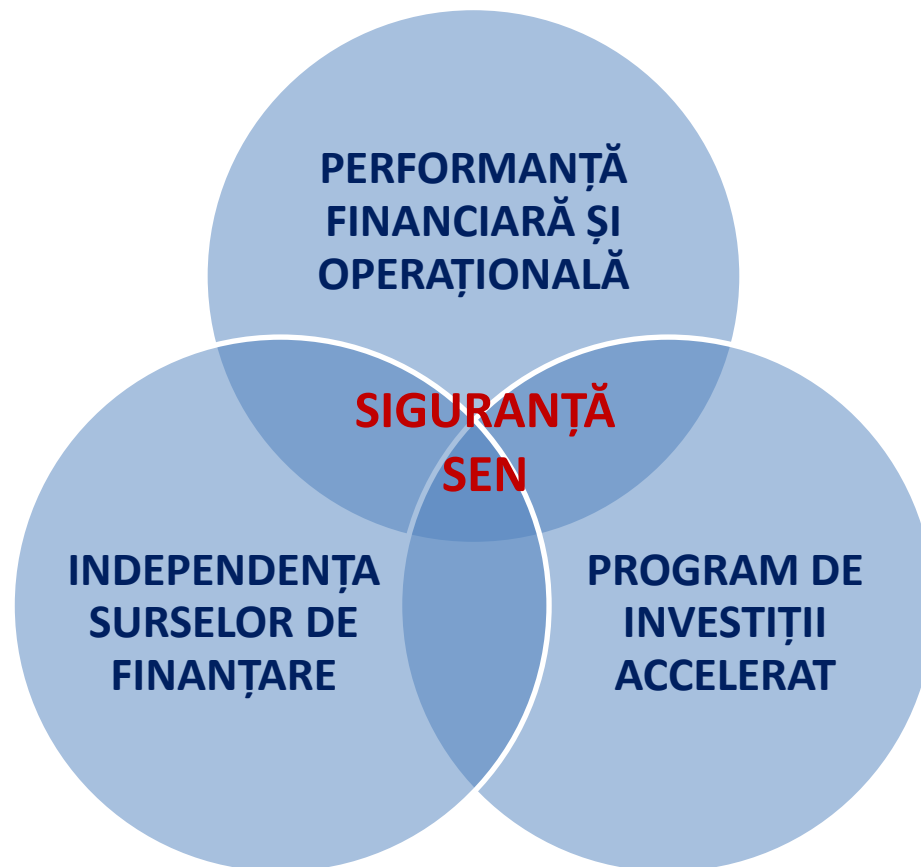 PERFORMANȚĂ
FINANCIARĂ ȘI
OPERAȚIONALĂ
SIGURANȚĂ
SEN
INDEPENDENȚA
SURSELOR DE
FINANȚARE
PROGRAM DE
INVESTIȚII
ACCELERAT